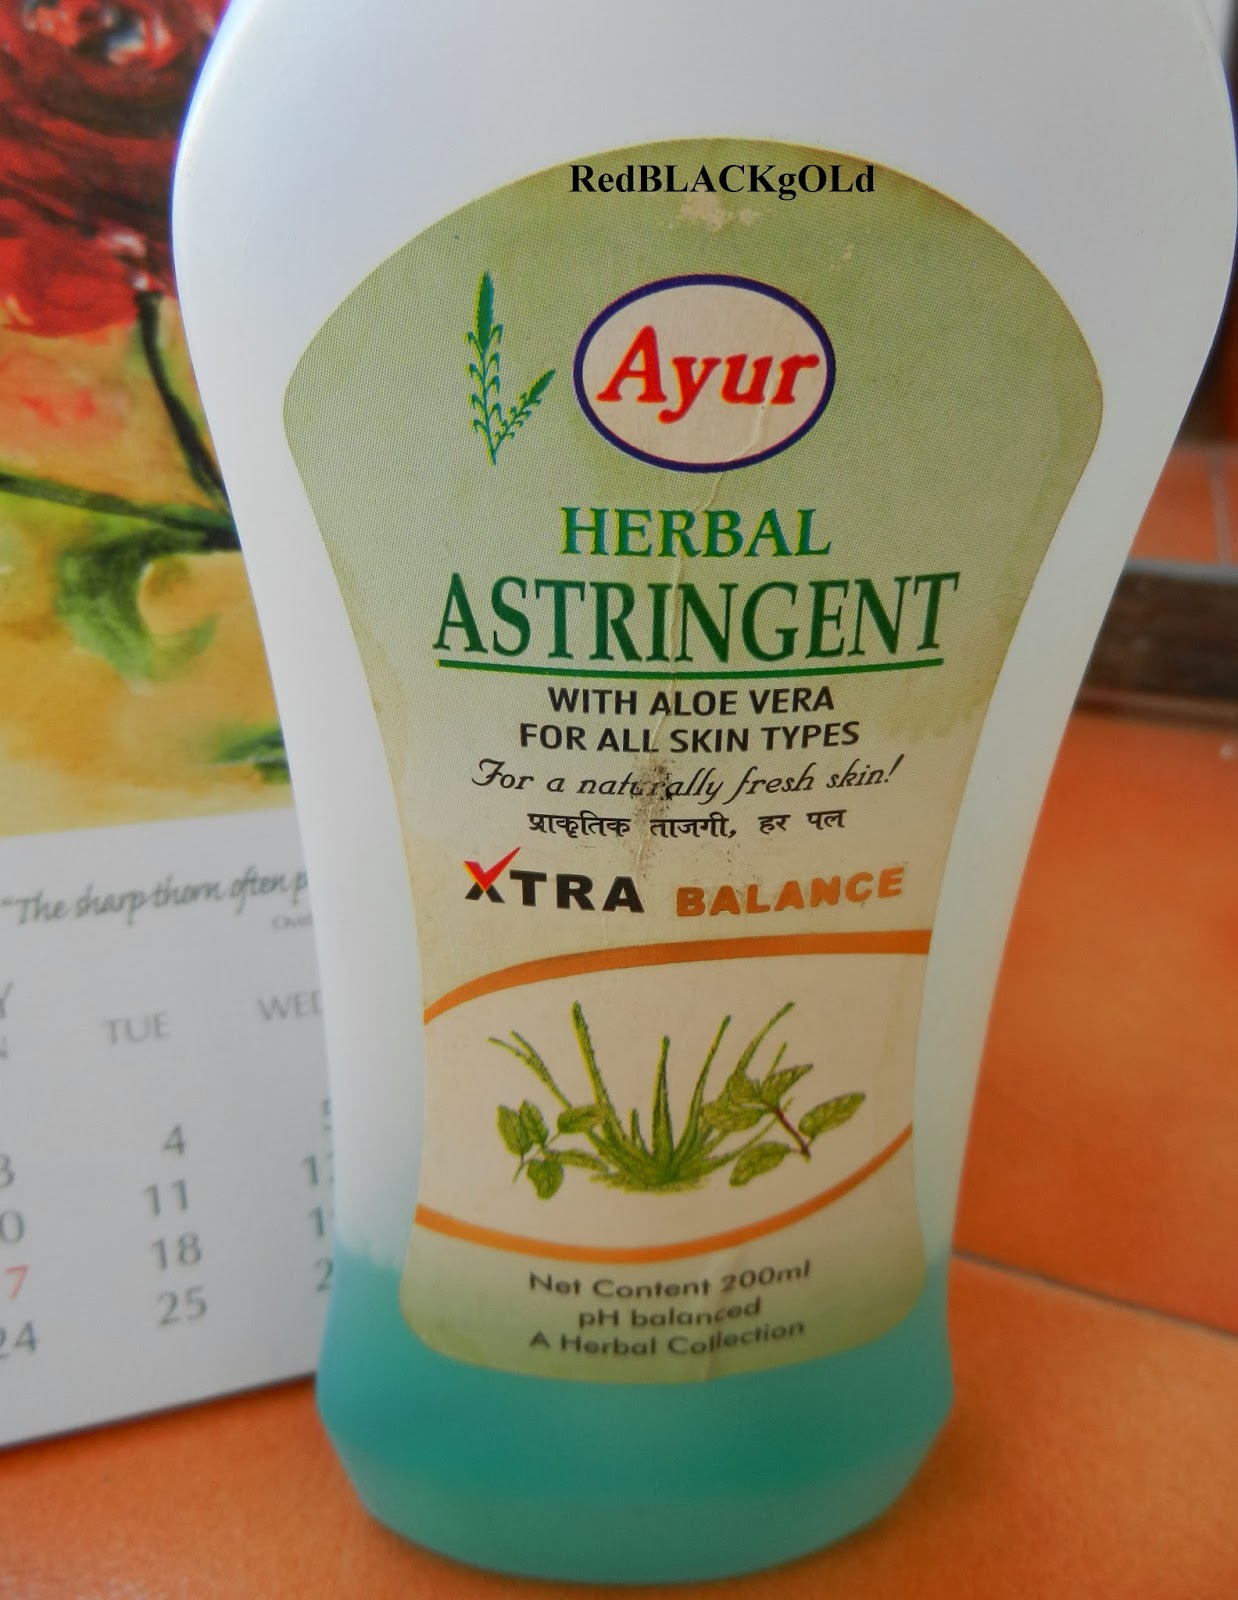 RedBLACKgOLd
Ayur
HERBAL
ASTRINGENT
WITH ALOE VERA
FOR ALL SKIN TYPES
For a naturally fresh skin!
प्राकृतिक ताजगी, हर पल
XTRA BALANCE
Net Content 200ml
pH balanced
A Herbal Collection
"The sharp thorn often
TUE
4
11
18
25
24